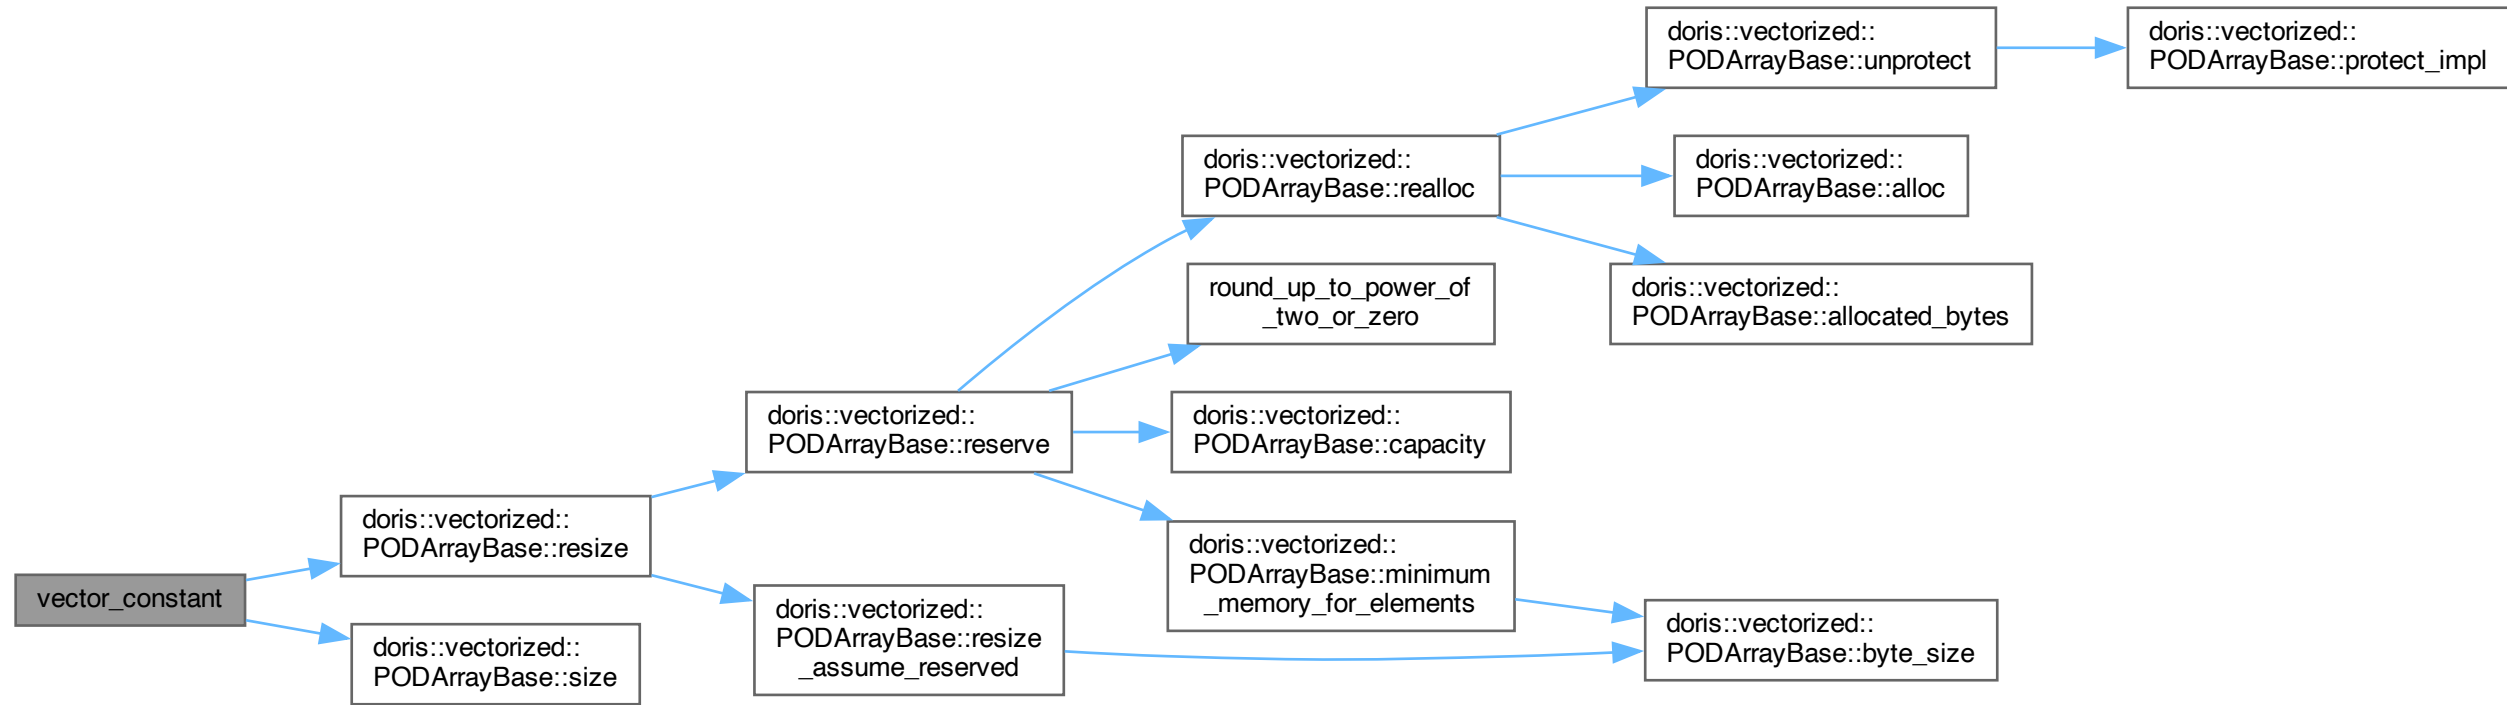 doris::vectorized::
PODArrayBase::unprotect
doris::vectorized::
PODArrayBase::protect_impl
doris::vectorized::
PODArrayBase::realloc
doris::vectorized::
PODArrayBase::alloc
round_up_to_power_of
_two_or_zero
doris::vectorized::
PODArrayBase::allocated_bytes
doris::vectorized::
PODArrayBase::reserve
doris::vectorized::
PODArrayBase::capacity
doris::vectorized::
PODArrayBase::resize
doris::vectorized::
PODArrayBase::minimum
_memory_for_elements
vector_constant
doris::vectorized::
PODArrayBase::resize
_assume_reserved
doris::vectorized::
PODArrayBase::byte_size
doris::vectorized::
PODArrayBase::size